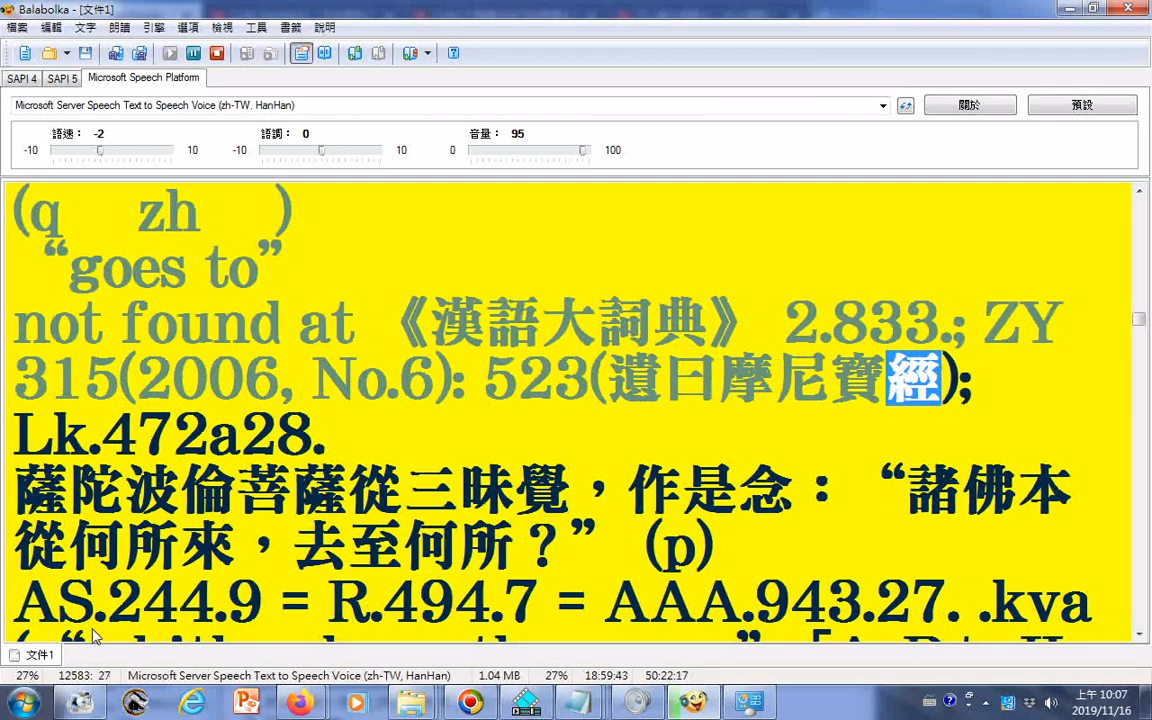 Balabolka - [文件1]
檔案 編輯 文字 朗讀 引擎 選項 檢視 工具 書籤 說明
SAPI 4 SAPI 5 Microsoft Speech Platform
Microsoft Server Speech Text to Speech Voice (zh-TW, HanHan) 關於 預設
語速： -2 語調： 0 音量： 95
-10 10 -10 10 0 100
(q zh )
“goes to”
not found at 《漢語大詞典》 2.833.; ZY
315(2006, No.6): 523(遺曰摩尼寶經);
Lk.472a28.
薩陀波倫菩薩從三昧覺，作是念：“諸佛本
從何所來，去至何所？” (p)
AS.244.9 = R.494.7 = AAA.943.27. .kva
文件1
27% 12583: 27 Microsoft Server Speech Text to Speech Voice (zh-TW, HanHan) 1.04 MB 27% 18:59:43 50:22:17
上午 10:07
2019/11/16